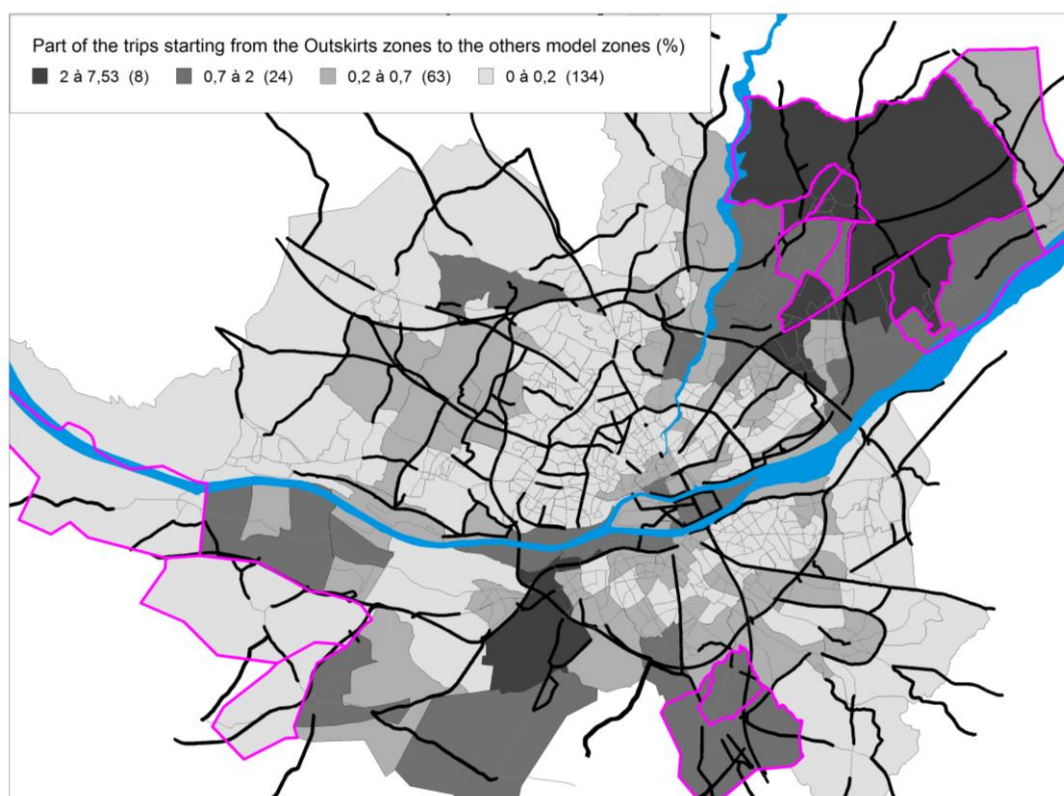 Part of the trips starting from the Outskirts zones to the others model zones (%)
2 à 7,53 (8) 0,7 à 2 (24) 0,2 à 0,7 (63) 0 à 0,2 (134)